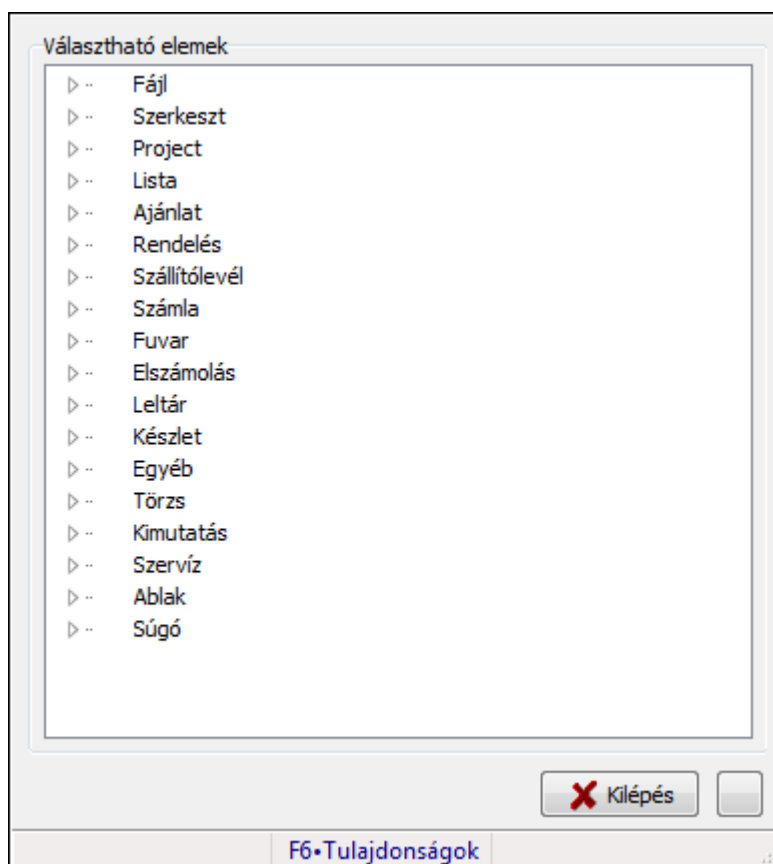 Választható elemek
Fájl
Szerkeszt
Project
Lista
Ajánlat
Rendelés
Szállítólevél
Számla
Fuvar
Elszámolás
Leltár
Készlet
Egyéb
Törzs
Kimutatás
Szervíz
Ablak
Súgó
Kilépés
F6•Tulajdonságok